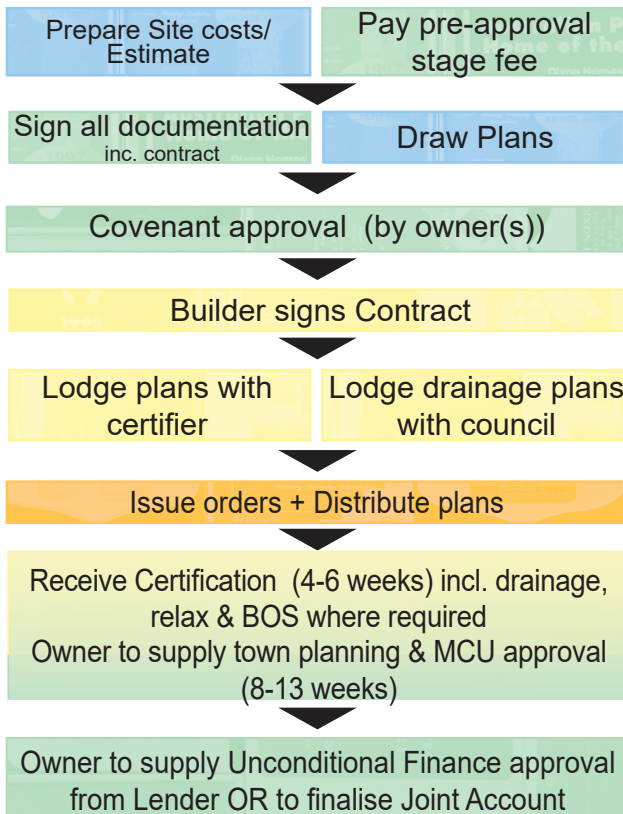 Prepare Site costs/
Estimate
Pay pre-approval
stage fee
Sign all documentation
inc. contract
Draw Plans
Covenant approval (by owner(s))
Builder signs Contract
Lodge plans with
certifier
Lodge drainage plans
with council
Issue orders + Distribute plans
Receive Certification (4-6 weeks) incl. drainage,
relax & BOS where required
Owner to supply town planning & MCU approval
(8-13 weeks)
Owner to supply Unconditional Finance approval
from Lender OR to finalise Joint Account